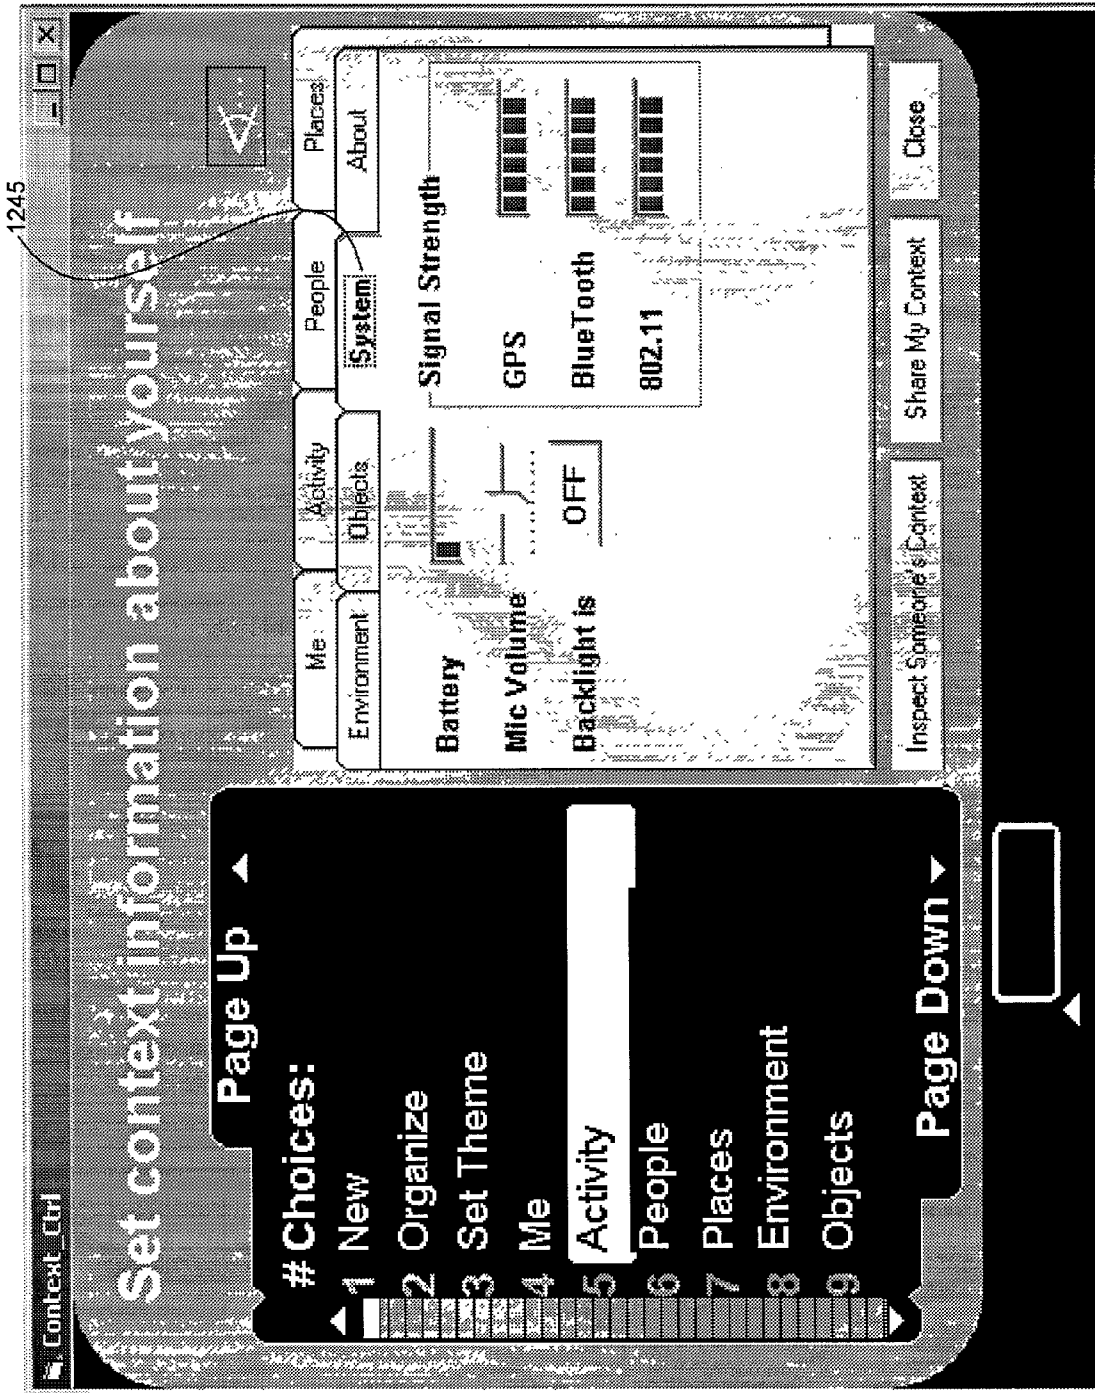 1245
Context_Ctrl
Set context information about yourself
Page Up
# Choices:
1 New
2 Organize
3 Set Theme
4 Me
5 Activity
6 People
7 Places
8 Environment
9 Objects
Page Down
Me Activity People Places
Environment Objects System About
Battery
Mic Volume
Backlight is OFF
Signal Strength
GPS
BlueTooth
802.11
Inspect Someone's Context Share My Context Close